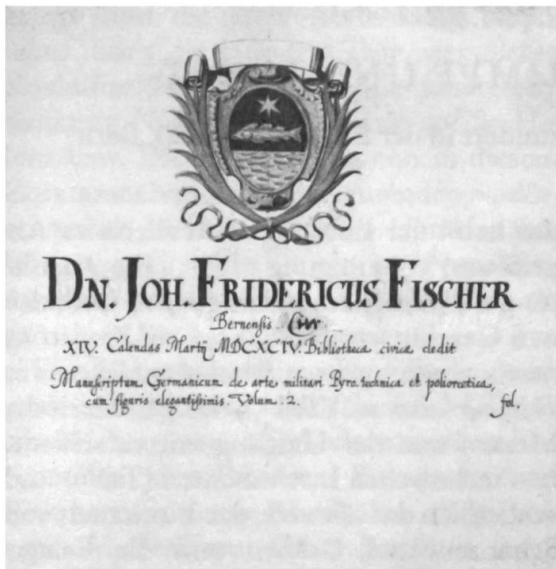 DN. JOH. FRIDERICUS FISCHER
Bernensis
XIV. Calendas Martij MDCXCIV. Bibliothecæ civicæ dedit
Manuscriptum Germanicum de arte militari Pyrotechnica et poliorcetica,
cum figuris elegantißimis. Volum. 2. fol.